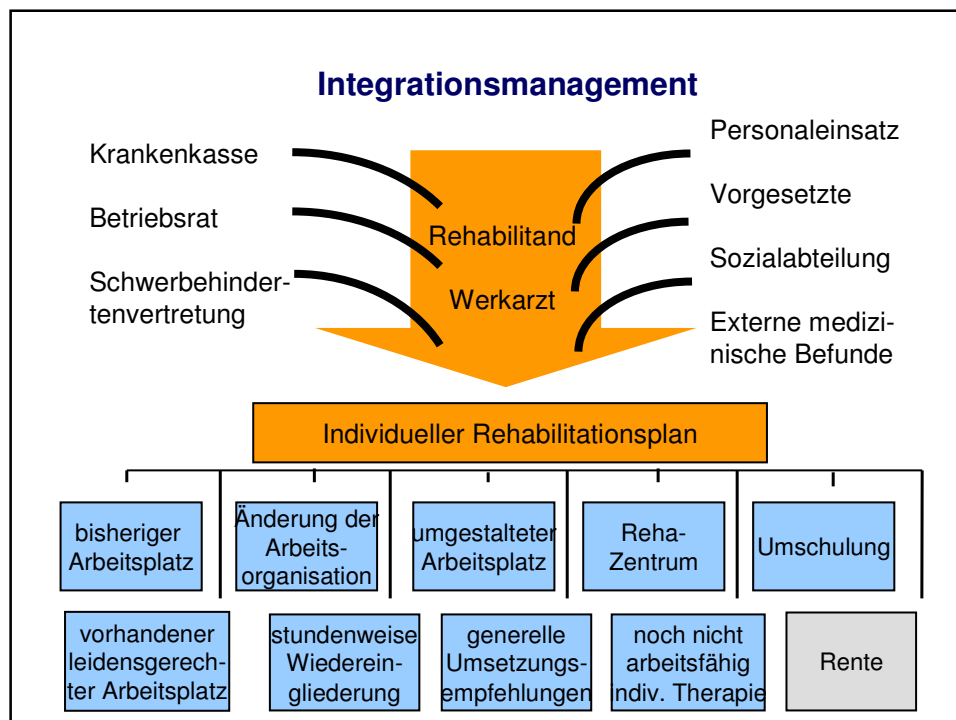 Integrationsmanagement
Krankenkasse
Betriebsrat
Schwerbehinder-
tenvertretung
Rehabilitand
Werkarzt
Personaleinsatz
Vorgesetzte
Sozialabteilung
Externe medizi-
nische Befunde
Individueller Rehabilitationsplan
bisheriger
Arbeitsplatz
Änderung der
Arbeits-
organisation
umgestalteter
Arbeitsplatz
Reha-
Zentrum
Umschulung
vorhandener
leidensgerech-
ter Arbeitsplatz
stundenweise
Wiederein-
gliederung
generelle
Umsetzungs-
empfehlungen
noch nicht
arbeitsfähig
indiv. Therapie
Rente